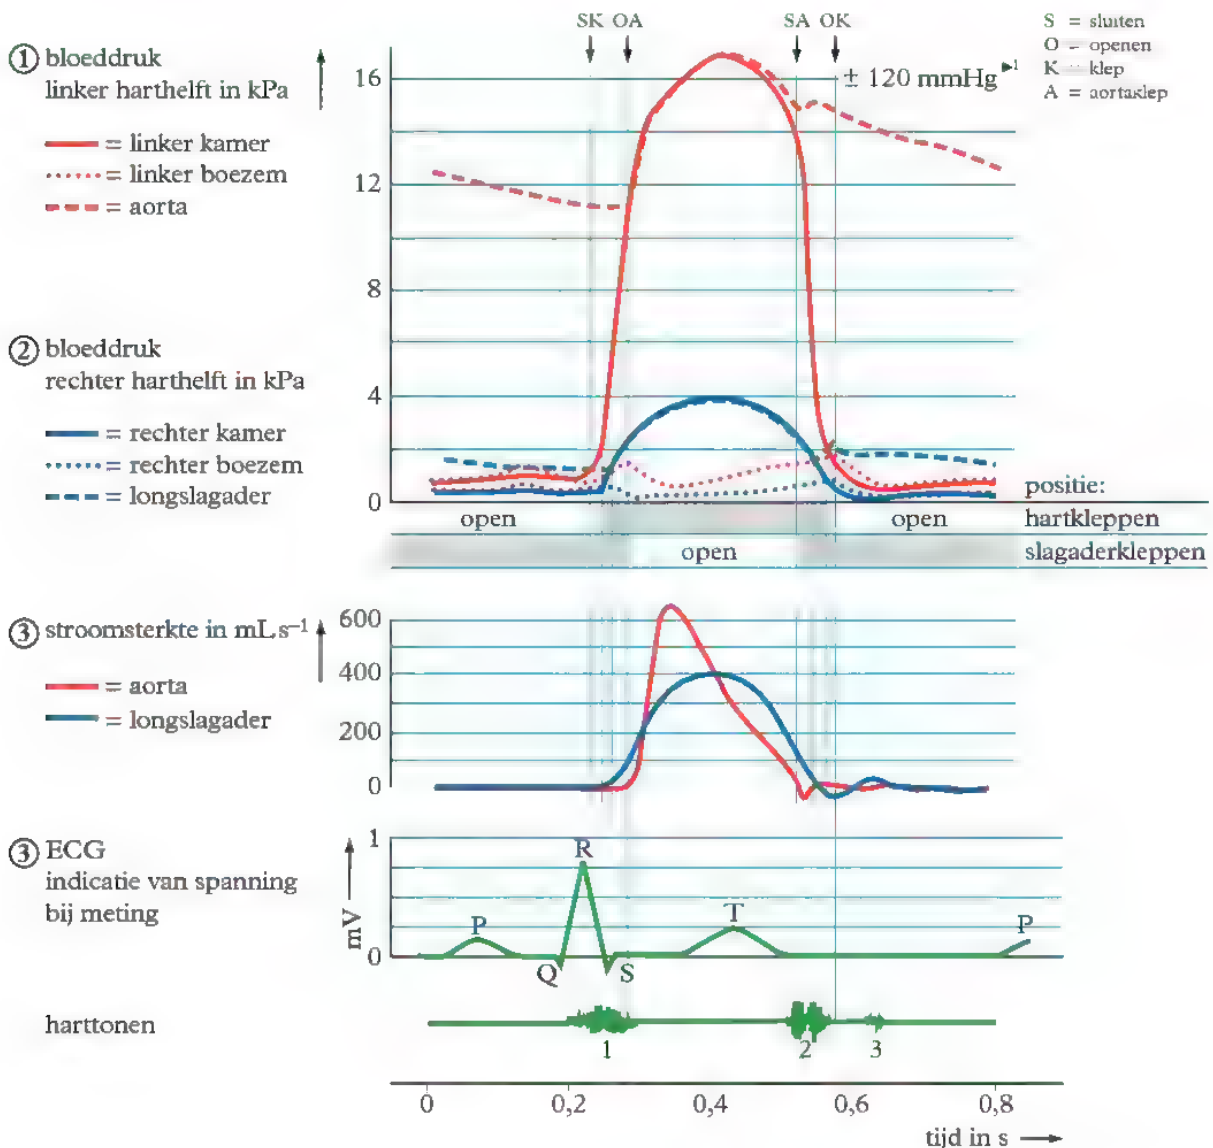 SK OA SA OK
S = sluiten
O = openen
K = klep
A = aortaklep
① bloeddruk
linker harthelft in kPa
= linker kamer
= linker boezem
= aorta
16
12
8
4
0
± 120 mmHg
② bloeddruk
rechter harthelft in kPa
= rechter kamer
= rechter boezem
= longslagader
positie:
open open hartkleppen
open slagaderkleppen
③ stroomsterkte in mL s⁻¹
= aorta
= longslagader
600
400
200
0
③ ECG
indicatie van spanning
bij meting
mV
1
0
P Q R S T P
harttonen
1 2 3
0 0,2 0,4 0,6 0,8
tijd in s